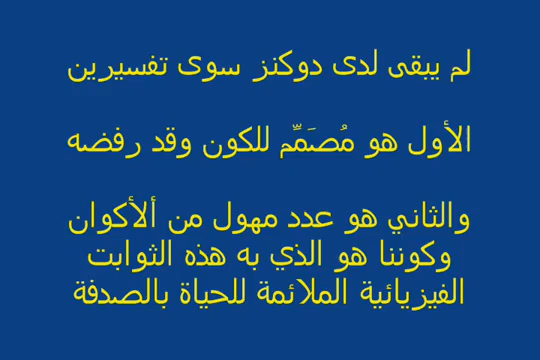 لم يبقى لدى دوكنز سوى تفسيرين
الأول هو مُصَمِّم للكون وقد رفضه
والثاني هو عدد مهول من ألأكوان
وكوننا هو الذي به هذه الثوابت
الفيزيائية الملائمة للحياة بالصدفة